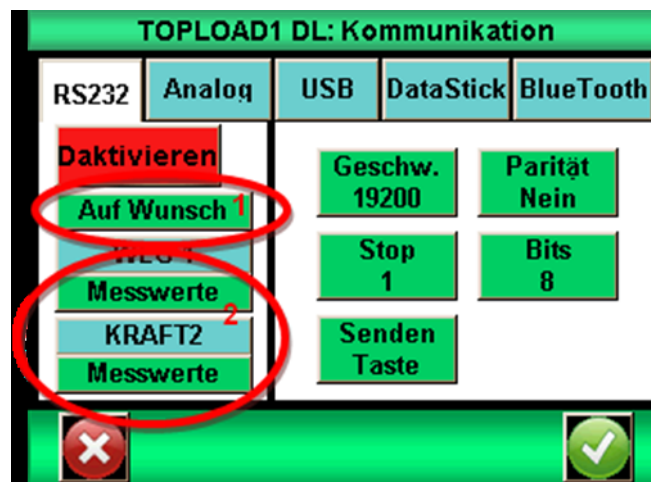 TOPLOAD1 DL: Kommunikation
RS232
Analog
USB
DataStick
BlueTooth
Daktivieren
Auf Wunsch
1
Messwerte
2
KRAFT2
Messwerte
Geschw.
19200
Parität
Nein
Stop
1
Bits
8
Senden
Taste